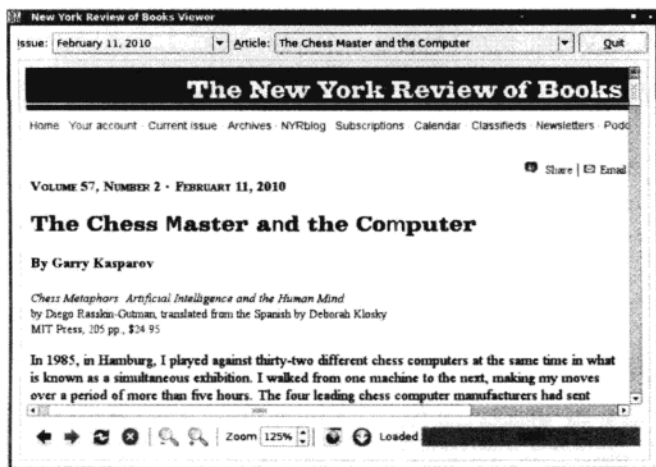 New York Review of Books Viewer
Issue: February 11, 2010 Article: The Chess Master and the Computer Quit
The New York Review of Books
Home Your account · Current issue · Archives · NYRblog Subscriptions Calendar · Classifieds · Newsletters · Podc
Share | Email
VOLUME 57, NUMBER 2 · FEBRUARY 11, 2010
The Chess Master and the Computer
By Garry Kasparov
Chess Metaphors Artificial Intelligence and the Human Mind
by Diego Rasskin-Gutman, translated from the Spanish by Deborah Klosky
MIT Press, 205 pp., $24 95
In 1985, in Hamburg, I played against thirty-two different chess computers at the same time in what
is known as a simultaneous exhibition. I walked from one machine to the next, making my moves
over a period of more than five hours. The four leading chess computer manufacturers had sent
Zoom 125% Loaded